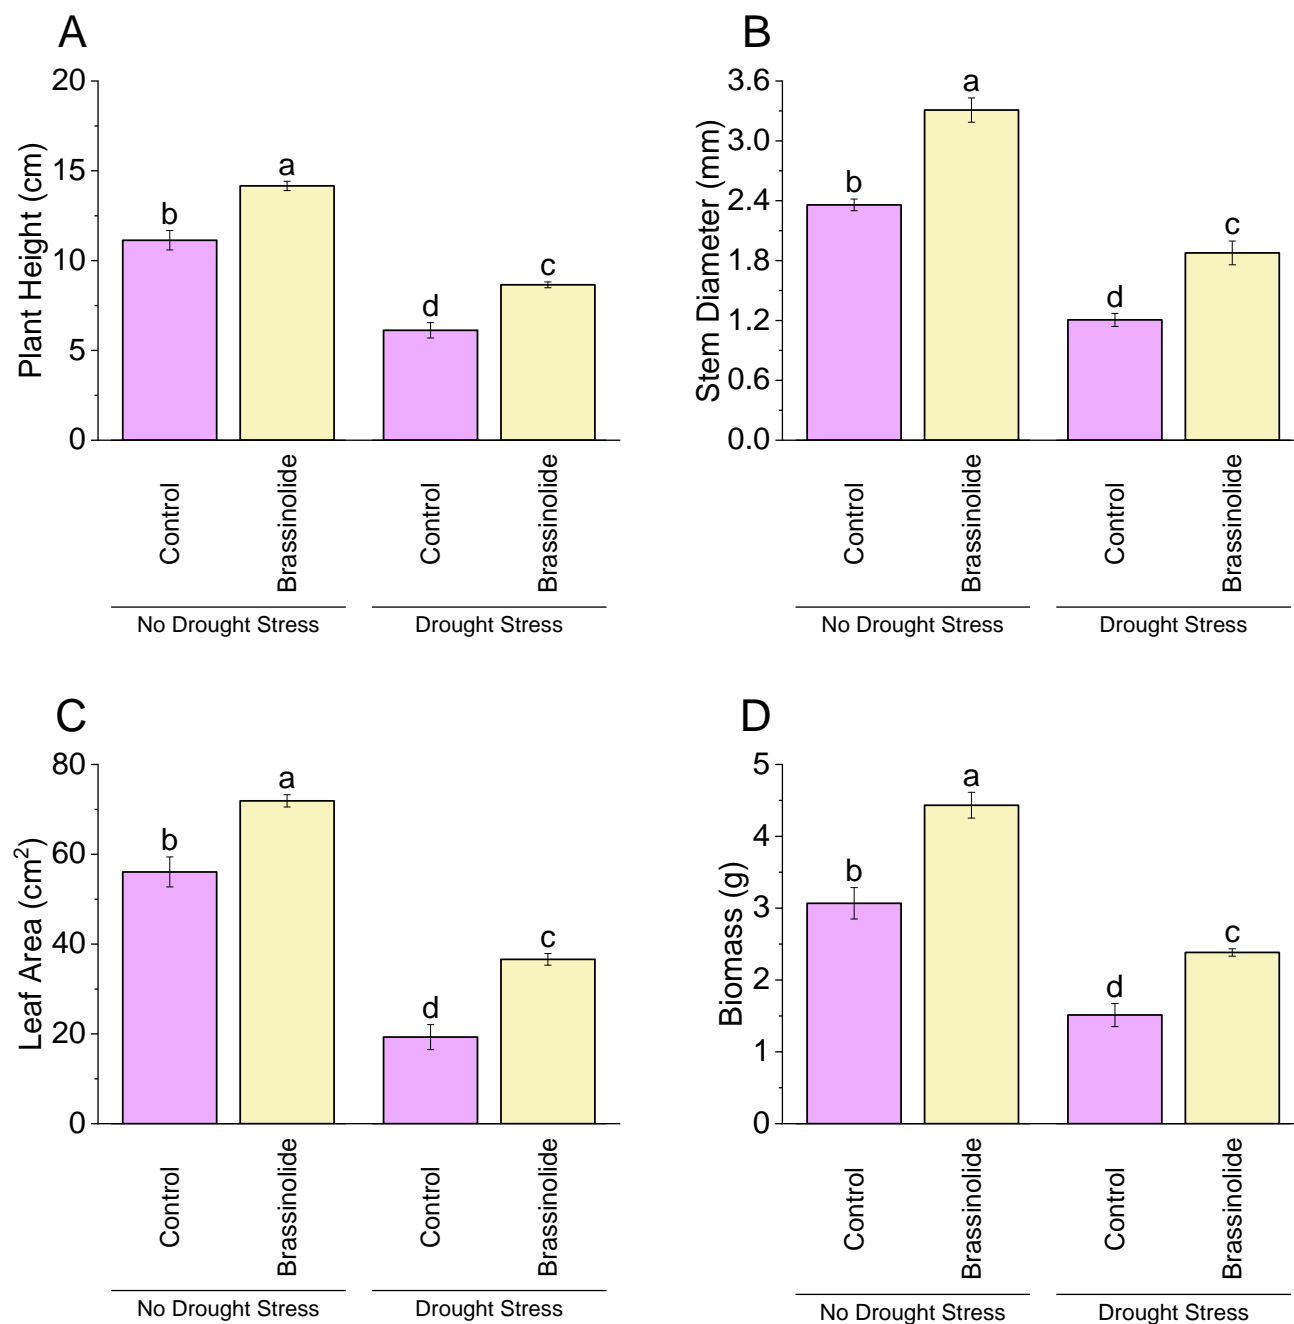 A
Plant Height (cm)
20
15
10
5
0
b
a
d
c
Control
Brassinolide
Control
Brassinolide
No Drought Stress
Drought Stress
B
Stem Diameter (mm)
3.6
3.0
2.4
1.8
1.2
0.6
0.0
b
a
d
c
Control
Brassinolide
Control
Brassinolide
No Drought Stress
Drought Stress
C
Leaf Area (cm²)
80
60
40
20
0
b
a
d
c
Control
Brassinolide
Control
Brassinolide
No Drought Stress
Drought Stress
D
Biomass (g)
5
4
3
2
1
0
b
a
d
c
Control
Brassinolide
Control
Brassinolide
No Drought Stress
Drought Stress